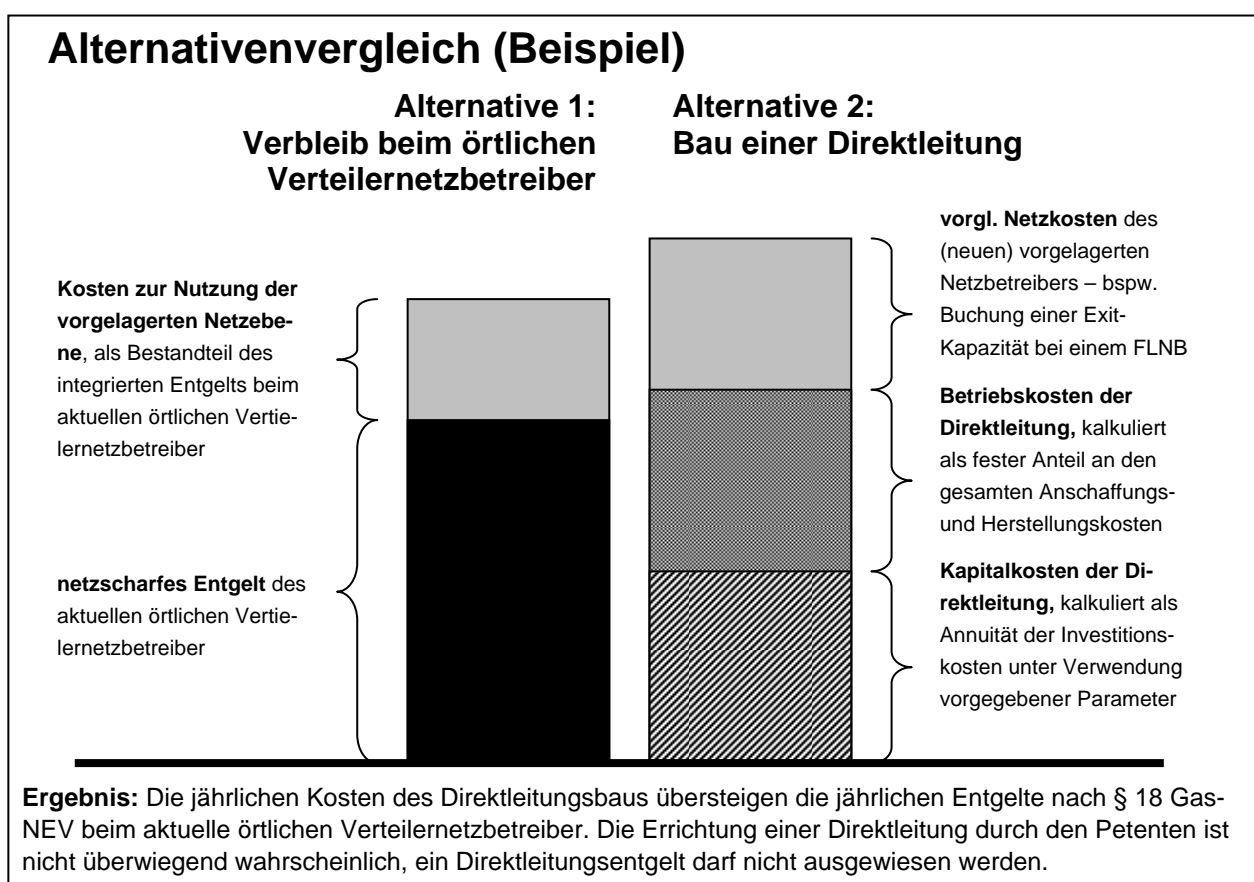 Alternativenvergleich (Beispiel)
Alternative 1:
Verbleib beim örtlichen
Verteilernetzbetreiber
Alternative 2:
Bau einer Direktleitung
Kosten zur Nutzung der
vorgelagerten Netzebe-
ne, als Bestandteil des
integrierten Entgelts beim
aktuellen örtlichen Vertie-
lernetzbetreiber
netzscharfes Entgelt des
aktuellen örtlichen Vertie-
lernetzbetreiber
vorgl. Netzkosten des
(neuen) vorgelagerten
Netzbetreibers – bspw.
Buchung einer Exit-
Kapazität bei einem FLNB
Betriebskosten der
Direktleitung, kalkuliert
als fester Anteil an den
gesamten Anschaffungs-
und Herstellungskosten
Kapitalkosten der Di-
rektleitung, kalkuliert als
Annuität der Investitions-
kosten unter Verwendung
vorgegebener Parameter
Ergebnis: Die jährlichen Kosten des Direktleitungsbaus übersteigen die jährlichen Entgelte nach § 18 Gas-
NEV beim aktuelle örtlichen Verteilernetzbetreiber. Die Errichtung einer Direktleitung durch den Petenten ist
nicht überwiegend wahrscheinlich, ein Direktleitungsentgelt darf nicht ausgewiesen werden.